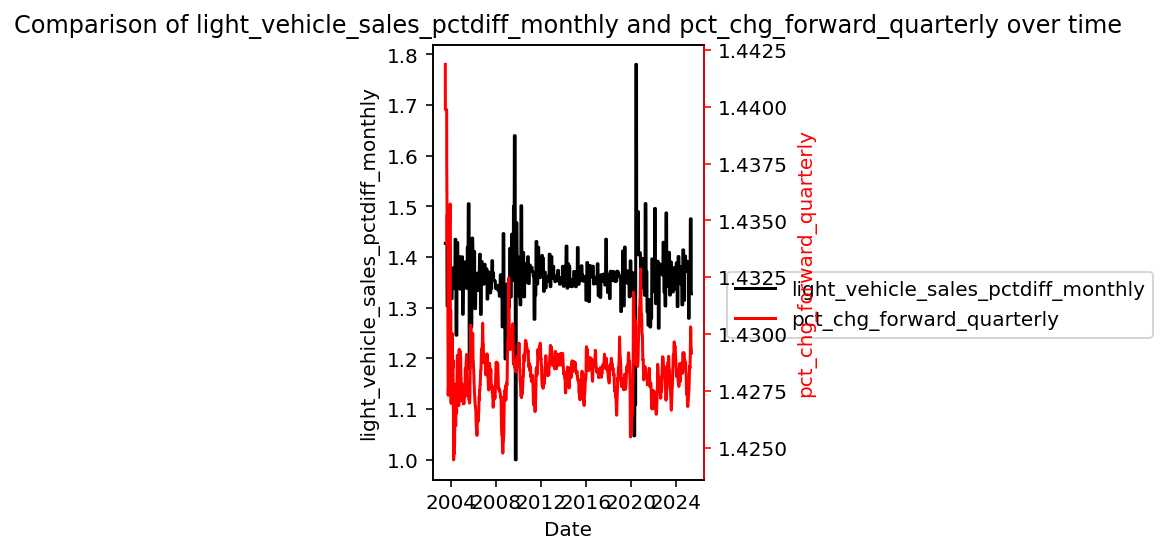 Comparison of light_vehicle_sales_pctdiff_monthly and pct_chg_forward_quarterly over time
light_vehicle_sales_pctdiff_monthly
1.8
1.7
1.6
1.5
1.4
1.3
1.2
1.1
1.0
1.4425
1.4400
1.4375
1.4350
1.4325
1.4300
1.4275
1.4250
pct_chg_forward_quarterly
light_vehicle_sales_pctdiff_monthly
pct_chg_forward_quarterly
2004 2008 2012 2016 2020 2024
Date